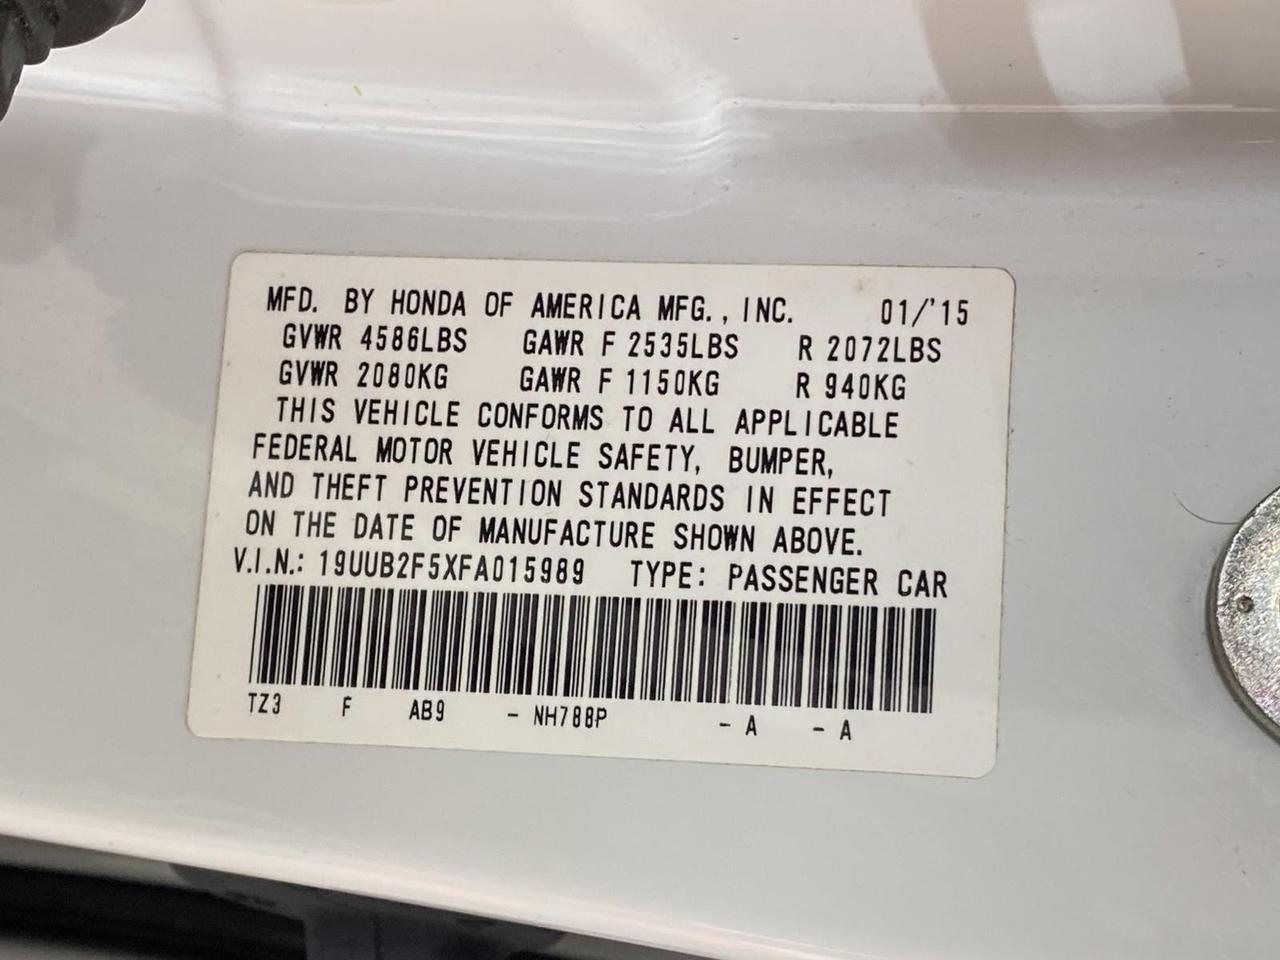 MFD. BY HONDA OF AMERICA MFG., INC. 01/'15
GVWR 4586LBS GAWR F 2535LBS R 2072LBS
GVWR 2080KG GAWR F 1150KG R 940KG
THIS VEHICLE CONFORMS TO ALL APPLICABLE
FEDERAL MOTOR VEHICLE SAFETY, BUMPER,
AND THEFT PREVENTION STANDARDS IN EFFECT
ON THE DATE OF MANUFACTURE SHOWN ABOVE.
V.I.N.: 19UUB2F5XFA015989 TYPE: PASSENGER CAR
TZ3 F AB9 - NH788P - A - A